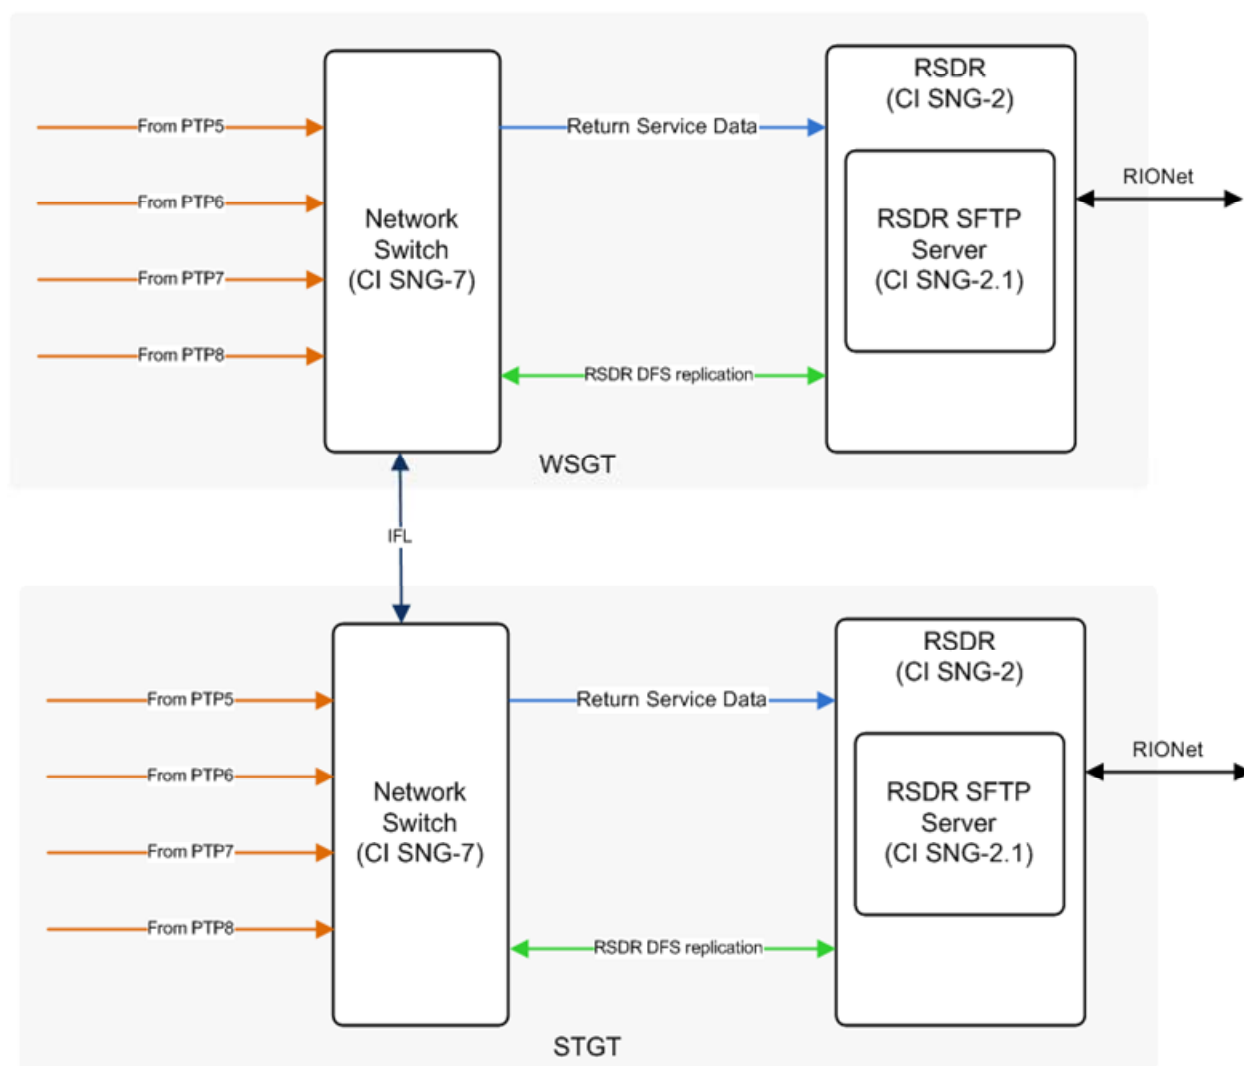 RSDR
(CI SNG-2)
From PTP5
Return Service Data
RIONet
From PTP6
Network
Switch
(CI SNG-7)
RSDR SFTP
Server
(CI SNG-2.1)
From PTP7
From PTP8
RSDR DFS replication
WSGT
IFL
RSDR
(CI SNG-2)
From PTP5
Return Service Data
RIONet
From PTP6
Network
Switch
(CI SNG-7)
RSDR SFTP
Server
(CI SNG-2.1)
From PTP7
From PTP8
RSDR DFS replication
STGT